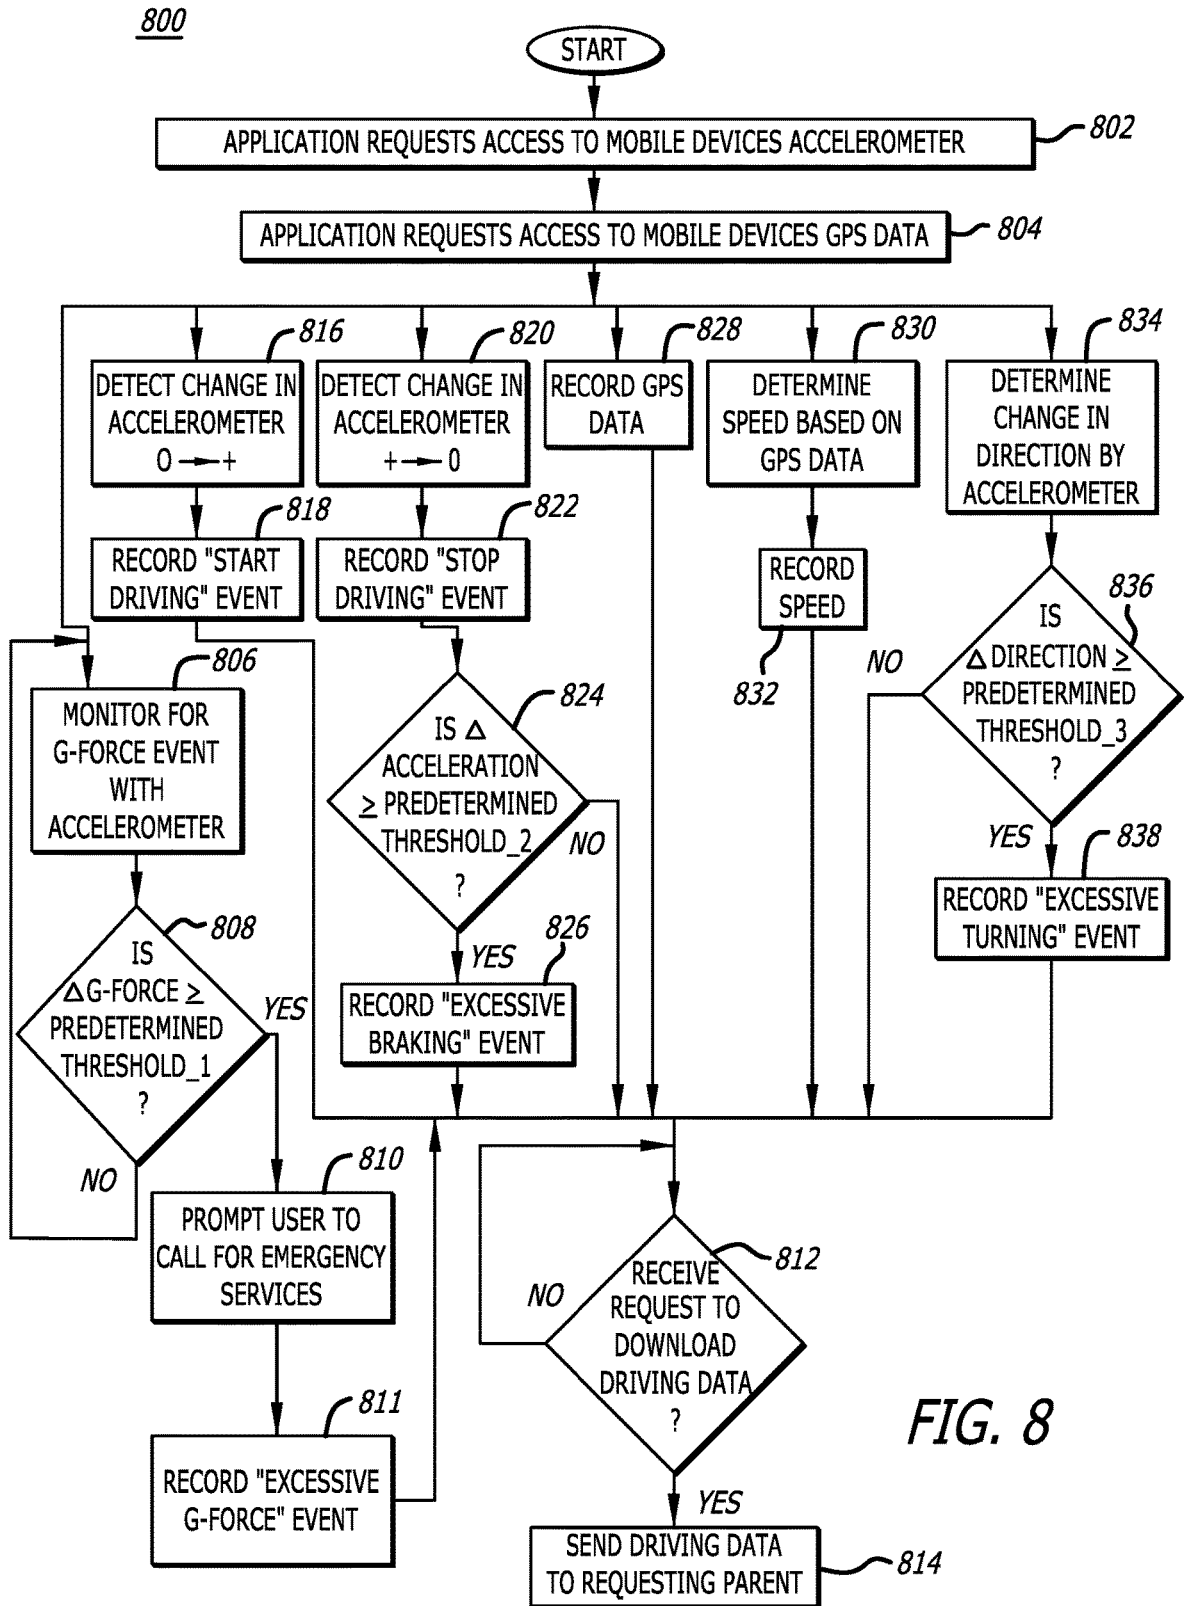 800
START
APPLICATION REQUESTS ACCESS TO MOBILE DEVICES ACCELEROMETER
802
APPLICATION REQUESTS ACCESS TO MOBILE DEVICES GPS DATA
804
816
DETECT CHANGE IN
ACCELEROMETER
O → +
820
DETECT CHANGE IN
ACCELEROMETER
+ → 0
828
RECORD GPS
DATA
830
DETERMINE
SPEED BASED ON
GPS DATA
834
DETERMINE
CHANGE IN
DIRECTION BY
ACCELEROMETER
818
RECORD "START
DRIVING" EVENT
822
RECORD "STOP
DRIVING" EVENT
RECORD
SPEED
832
836
IS
Δ DIRECTION ≥
PREDETERMINED
THRESHOLD_3
?
NO
YES
838
RECORD "EXCESSIVE
TURNING" EVENT
806
MONITOR FOR
G-FORCE EVENT
WITH
ACCELEROMETER
824
IS Δ
ACCELERATION
≥ PREDETERMINED
THRESHOLD_2
?
NO
YES
826
RECORD "EXCESSIVE
BRAKING" EVENT
808
IS
Δ G-FORCE ≥
PREDETERMINED
THRESHOLD_1
?
YES
NO
810
PROMPT USER TO
CALL FOR EMERGENCY
SERVICES
811
RECORD "EXCESSIVE
G-FORCE" EVENT
812
RECEIVE
REQUEST TO
DOWNLOAD
DRIVING DATA
?
NO
YES
SEND DRIVING DATA
TO REQUESTING PARENT
814
FIG. 8